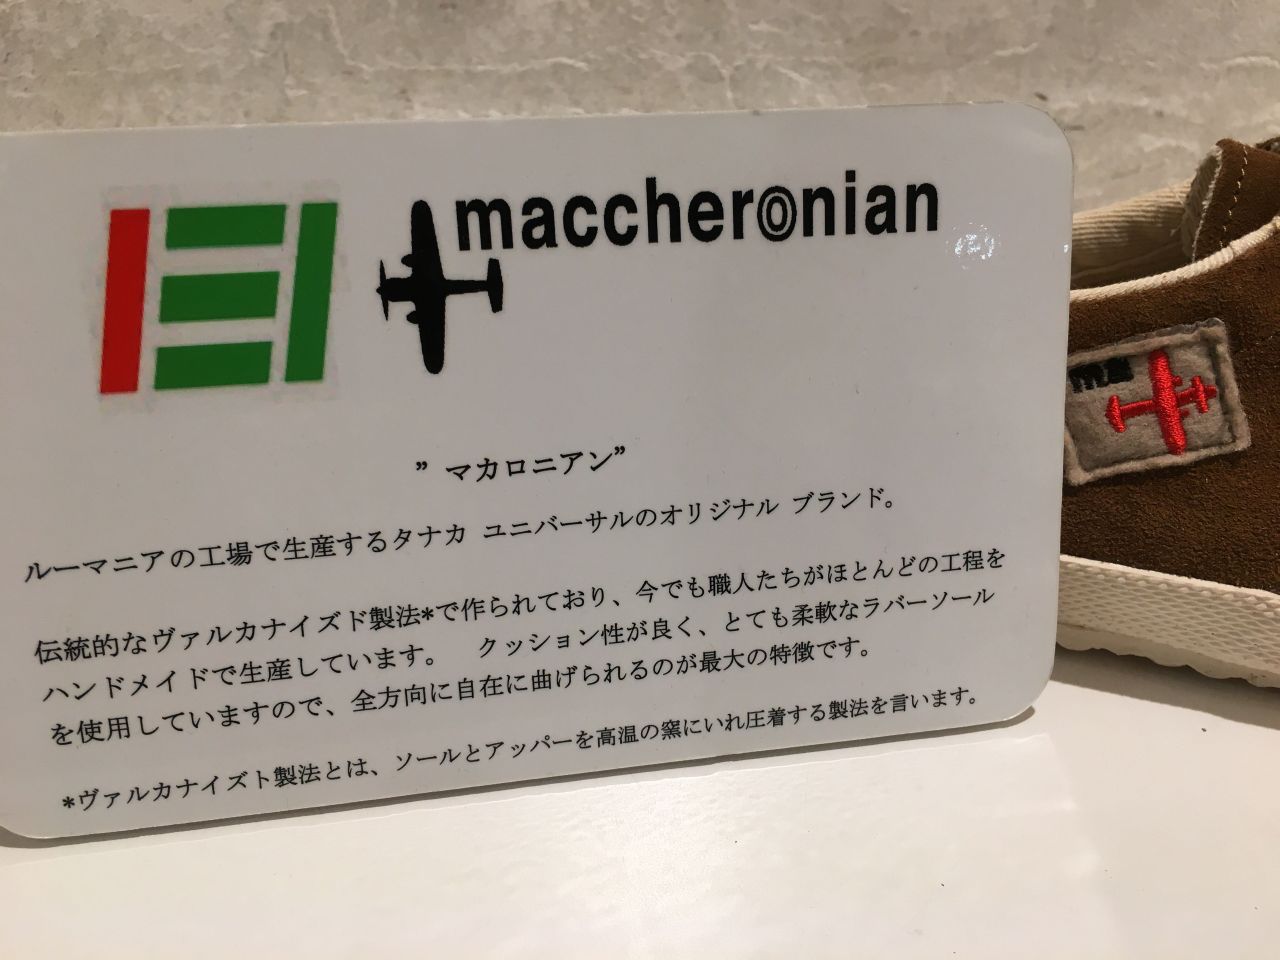 maccheronian
” マカロニアン”
ルーマニアの工場で生産するタナカ ユニバーサルのオリジナル ブランド。
伝統的なヴァルカナイズド製法*で作られており、今でも職人たちがほとんどの工程を
ハンドメイドで生産しています。 クッション性が良く、とても柔軟なラバーソール
を使用していますので、全方向に自在に曲げられるのが最大の特徴です。
*ヴァルカナイズト製法とは、ソールとアッパーを高温の窯にいれ圧着する製法を言います。